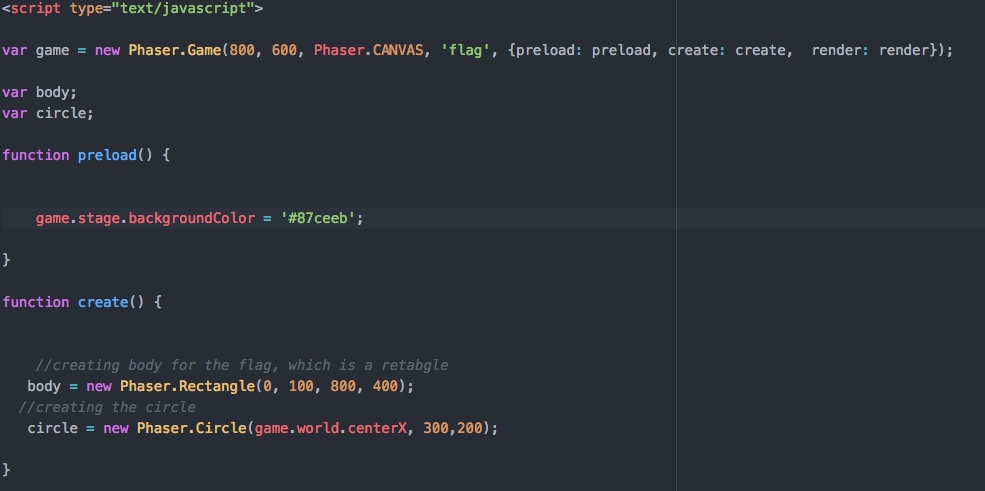 <script type="text/javascript">
var game = new Phaser.Game(800, 600, Phaser.CANVAS, 'flag', {preload: preload, create: create,  render: render});
var body;
var circle;
function preload() {
game.stage.backgroundColor = '#87ceeb';
}
function create() {
//creating body for the flag, which is a retabgle
body = new Phaser.Rectangle(0, 100, 800, 400);
//creating the circle
circle = new Phaser.Circle(game.world.centerX, 300,200);
}